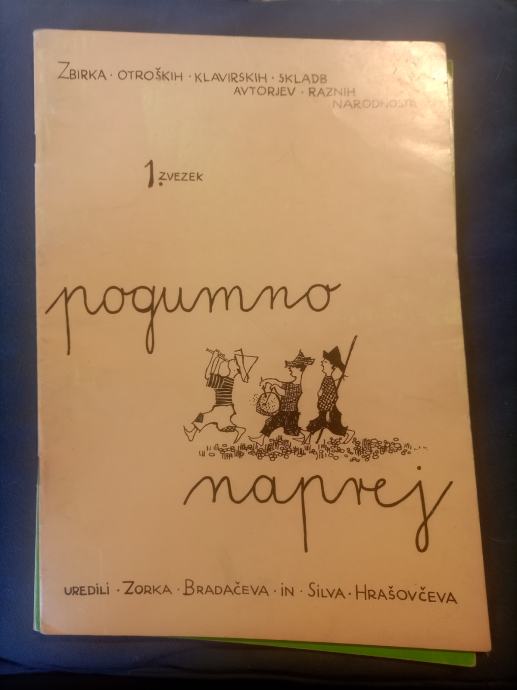 ZBIRKA · OTROŠKIH · KLAVIRSKIH · SKLADB
AVTORJEV · RAZNIH
NARODNOSTI
1. ZVEZEK
pogumno
naprej
UREDILI · ZORKA · BRADAČEVA · IN · SILVA · HRAŠOVČEVA